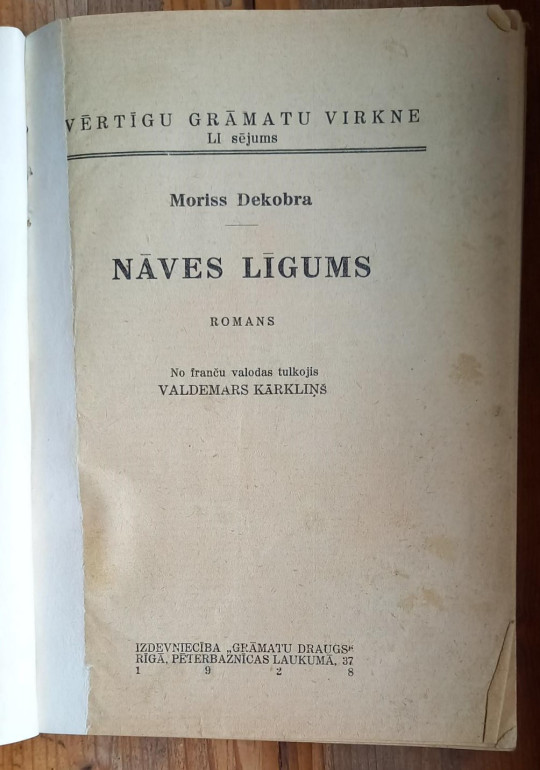 VĒRTĪGU GRĀMATU VIRKNE
LI sējums
Moriss Dekobra
NĀVES LĪGUMS
ROMANS
No franču valodas tulkojis
VALDEMARS KĀRKLIŅŠ
IZDEVNIECĪBA „GRĀMATU DRAUGS“
RĪGĀ, PĒTERBAZNĪCAS LAUKUMĀ, 37
1 9 2 8